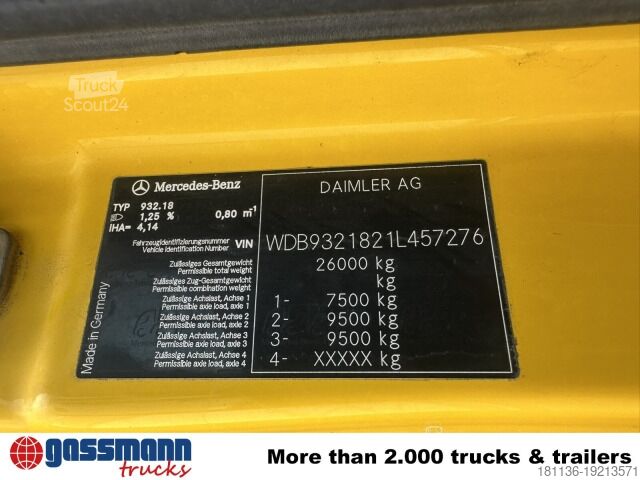 Truck
Scout24
Mercedes-Benz
DAIMLER AG
TYP 932.18
1,25 % 0,80 m⁻¹
IHA= 4,14
Fahrzeugidentifizierungsnummer
Vehicle Identification Number VIN
WDB9321821L457276
Zulässiges Gesamtgewicht
Permissible total weight
26000 kg
Zulässiges Zug-Gesamtgewicht
Permissible combination weight
kg
Zulässige Achslast, Achse 1
Permissible axle load, axle 1
1- 7500 kg
Zulässige Achslast, Achse 2
Permissible axle load, axle 2
2- 9500 kg
Zulässige Achslast, Achse 3
Permissible axle load, axle 3
3- 9500 kg
Zulässige Achslast, Achse 4
Permissible axle load, axle 4
4- XXXXX kg
Made in Germany
gassmann
trucks
More than 2.000 trucks & trailers
181136-19213571